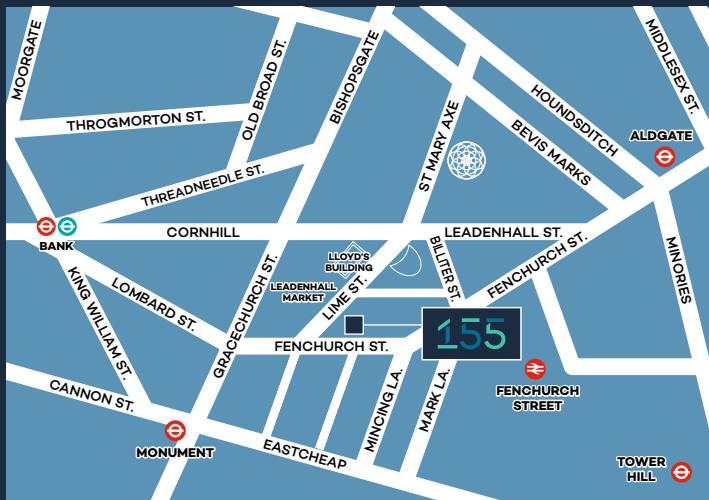 MOORGATE
THROGMORTON ST.
OLD BROAD ST.
BISHOPSGATE
MIDDLESEX ST.
HOUNDSDITCH
BEVIS MARKS
ALDGATE
ST MARY AXE
THREADNEEDLE ST.
BANK
CORNHILL
LEADENHALL ST.
LLOYD'S
BUILDING
BILLITER ST.
FENCHURCH ST.
MINORIES
LEADENHALL
MARKET
LIME ST.
KING WILLIAM ST.
LOMBARD ST.
GRACECHURCH ST.
FENCHURCH ST.
155
CANNON ST.
MONUMENT
EASTCHEAP
MINCING LA.
MARK LA.
FENCHURCH
STREET
TOWER
HILL